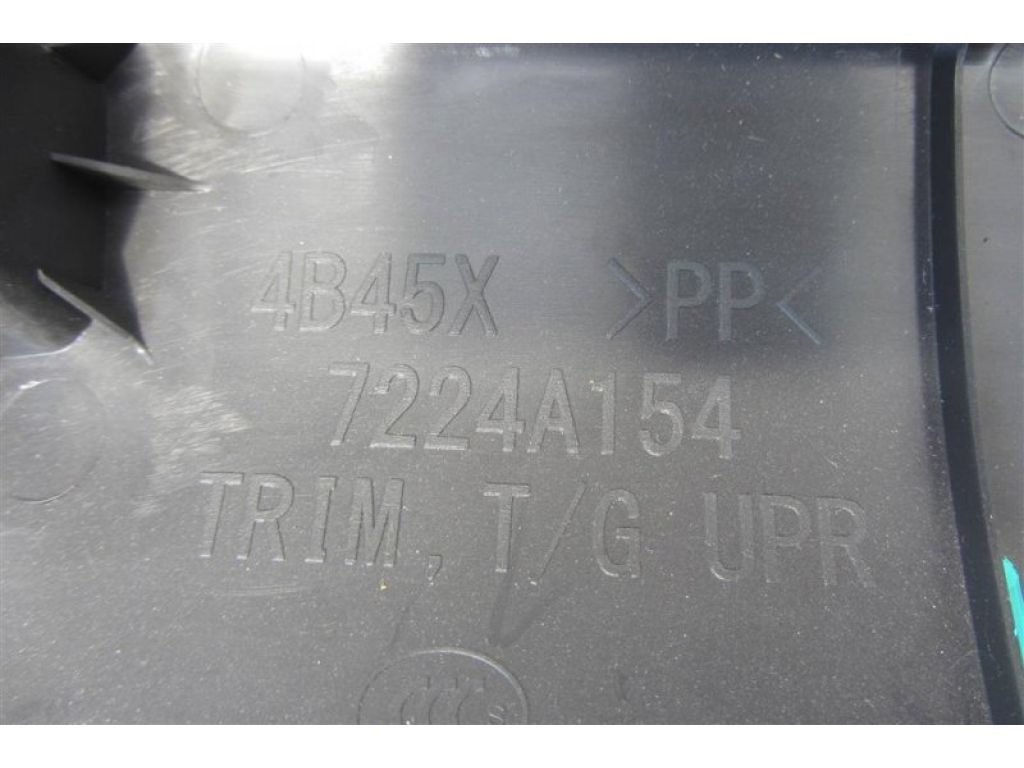 4B45X >PP<
7224A154
TRIM, T/G UPR